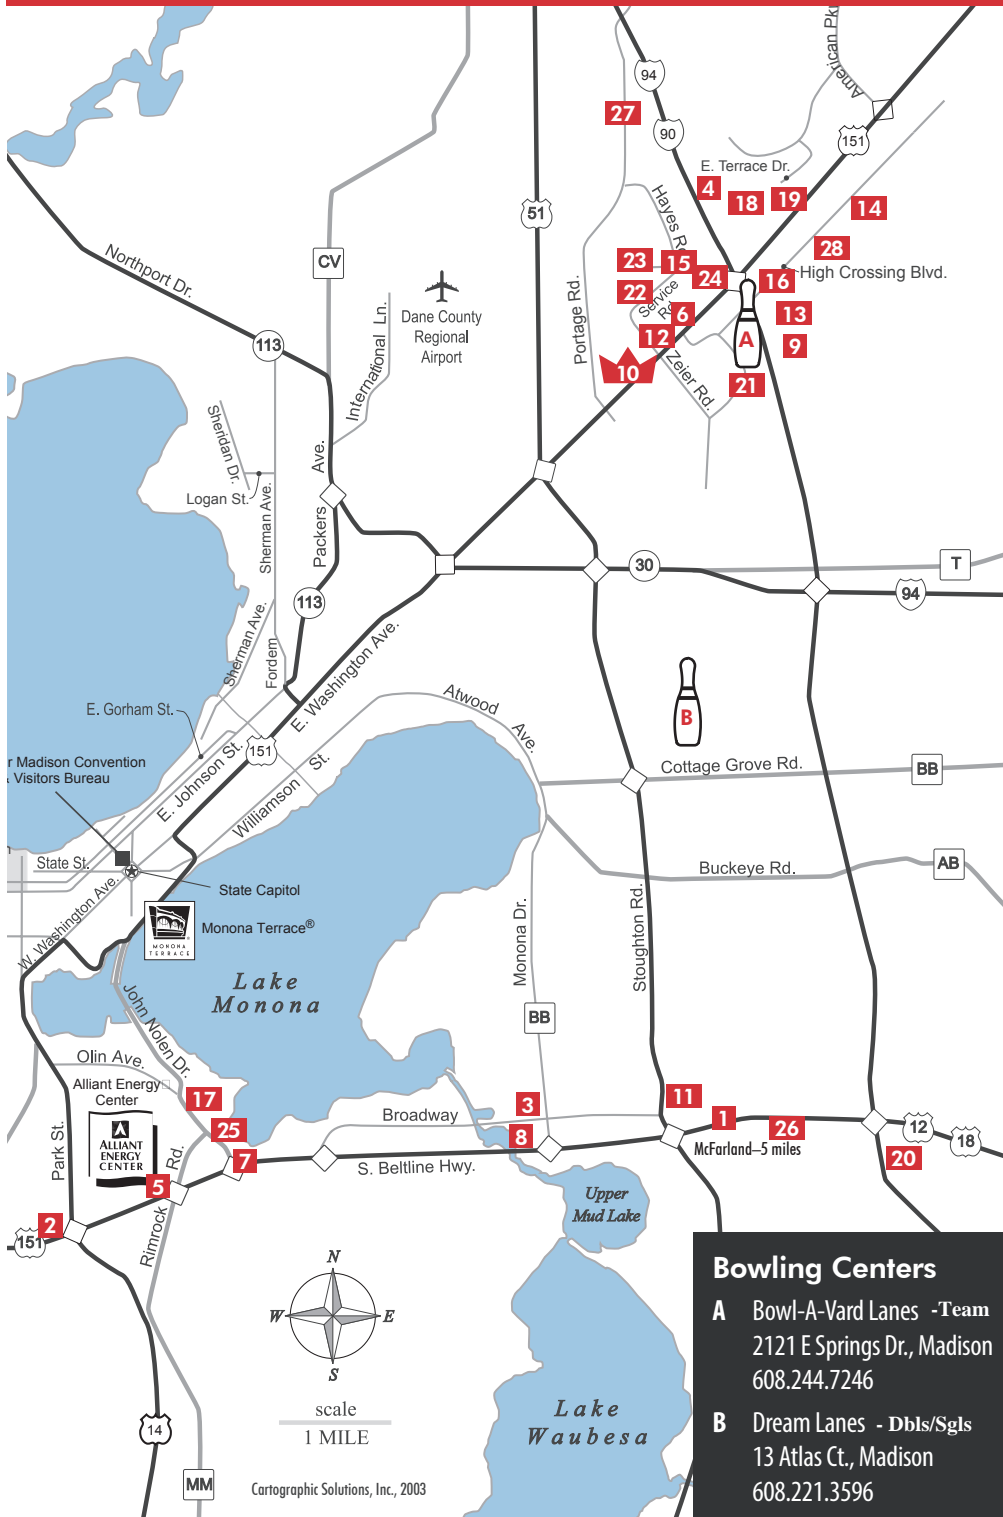 94
American Pky
27
90
151
E. Terrace Dr.
4
18
19
14
51
Hayes Rd.
28
CV
23
15
24
16
High Crossing Blvd.
Northport Dr.
22
Service
Rd.
6
13
Dane County
Regional
Airport
International Ln.
Portage Rd.
12
A
9
113
10
Zeier Rd.
21
Sheridan Dr.
Logan St.
Sherman Ave.
Packers
Ave.
30
T
94
113
Sherman Ave.
Fordem
E. Washington Ave.
Atwood
Ave.
B
E. Gorham St.
151
E. Johnson St.
Williamson
St.
r Madison Convention
Visitors Bureau
Cottage Grove Rd.
BB
State St.
Buckeye Rd.
AB
State Capitol
W. Washington Ave.
MONONA
TERRACE
Monona Terrace®
Lake
Monona
Monona Dr.
Stoughton Rd.
John Nolen Dr.
BB
Olin Ave.
Alliant Energy
Center
17
3
11
1
Broadway
26
12
18
25
8
McFarland–5 miles
ALLIANT
ENERGY
CENTER
Park St.
Rd.
7
S. Beltline Hwy.
20
5
Upper
Mud Lake
2
151
Rimrock
N
W
E
S
Bowling Centers
A Bowl-A-Vard Lanes -Team
2121 E Springs Dr., Madison
608.244.7246
B Dream Lanes - Dbls/Sgls
13 Atlas Ct., Madison
608.221.3596
scale
1 MILE
Lake
Waubesa
14
MM
Cartographic Solutions, Inc., 2003